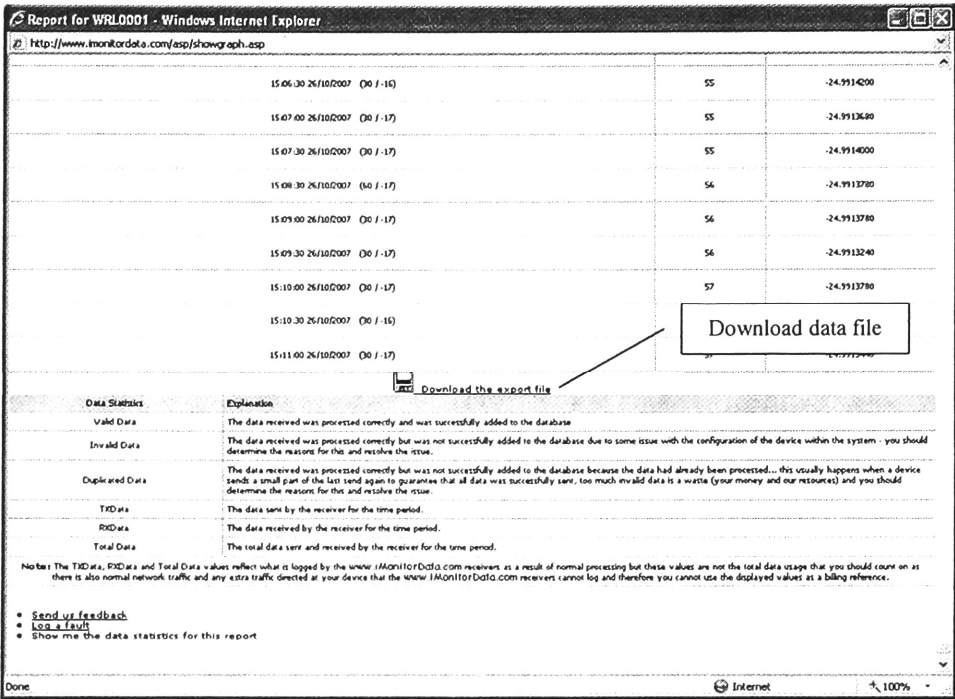 Report for WRL0001 - Windows Internet Explorer
http://www.imonitordata.com/asp/showgraph.asp
15:06:30 26/10/2007 (30 / -16) 55 -24.9914200
15:07:00 26/10/2007 (30 / -17) 55 -24.9913680
15:07:30 26/10/2007 (30 / -17) 55 -24.9914000
15:08:30 26/10/2007 (60 / -17) 56 -24.9913780
15:09:00 26/10/2007 (30 / -17) 56 -24.9913780
15:09:30 26/10/2007 (30 / -17) 56 -24.9913240
15:10:00 26/10/2007 (30 / -17) 57 -24.9913780
15:10:30 26/10/2007 (30 / -16)
Download data file
15:11:00 26/10/2007 (30 / -17)
Download the export file
Data Statistics Explanation
Valid Data The data received was processed correctly and was successfully added to the database
Invalid Data The data received was processed correctly but was not successfully added to the database due to some issue with the configuration of the device within the system - you should
determine the reasons for this and resolve the issue.
Duplicated Data The data received was processed correctly but was not successfully added to the database because the data had already been processed... this usually happens when a device
sends a small part of the last send again to guarantee that all data was successfully sent, too much invalid data is a waste (your money and our resources) and you should
determine the reasons for this and resolve the issue.
TXData The data sent by the receiver for the time period.
RXData The data received by the receiver for the time period.
Total Data The total data sent and received by the receiver for the time period.
Note: The TXData, RXData and Total Data values reflect what is logged by the www.iMonitorData.com receivers as a result of normal processing but these values are not the total data usage that you should count on as
there is also normal network traffic and any extra traffic directed at your device that the www.iMonitorData.com receivers cannot log and therefore you cannot use the displayed values as a billing reference.
Send us feedback
Log a fault
Show me the data statistics for this report
Done Internet 100%